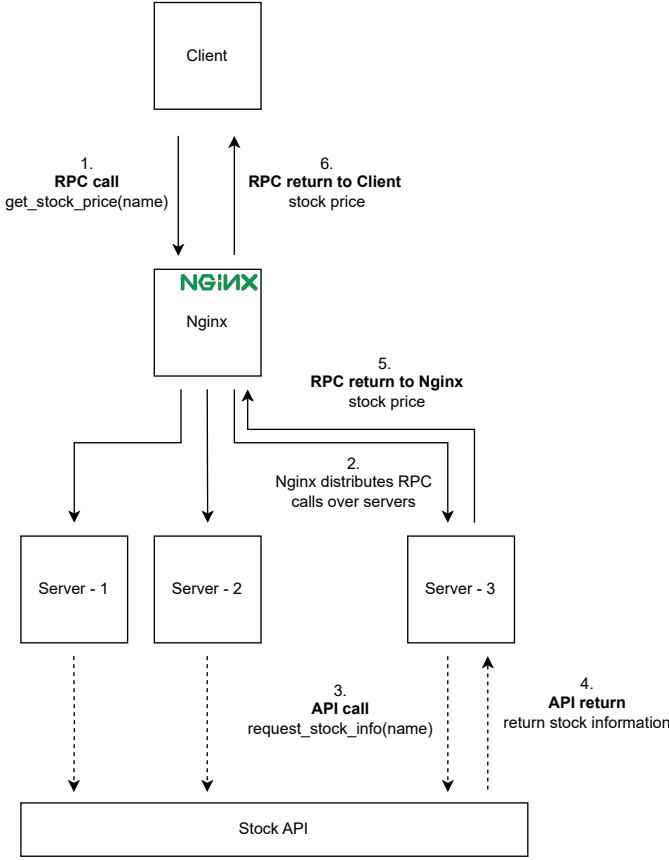 Client
1.
RPC call
get_stock_price(name)
6.
RPC return to Client
stock price
NGINX
Nginx
5.
RPC return to Nginx
stock price
2.
Nginx distributes RPC
calls over servers
Server - 1
Server - 2
Server - 3
3.
API call
request_stock_info(name)
4.
API return
return stock information
Stock API